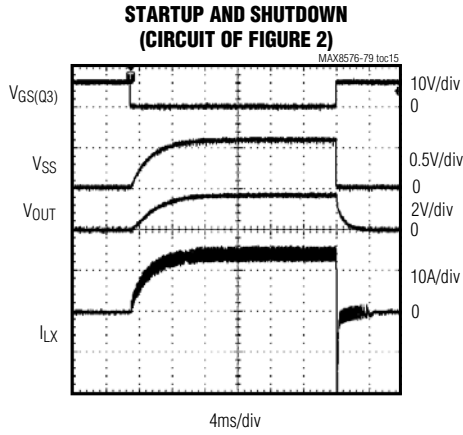 STARTUP AND SHUTDOWN
(CIRCUIT OF FIGURE 2)
MAX8576-79 toc15
VGS(Q3)
10V/div
0
VSS
0.5V/div
0
VOUT
2V/div
0
10A/div
0
ILX
4ms/div